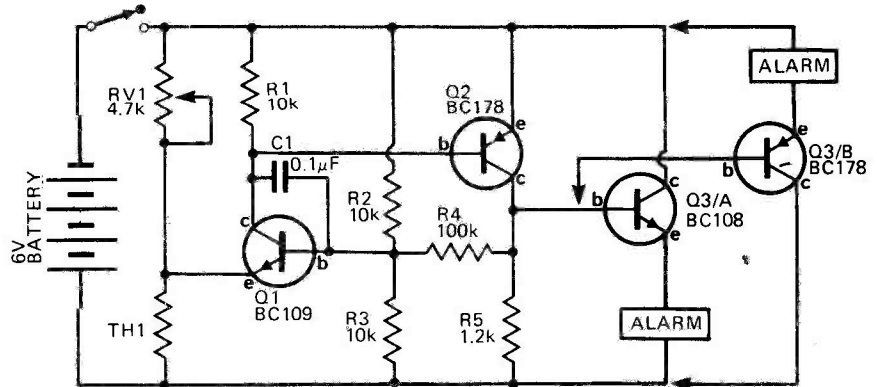 ALARM
RV1
4.7k
R1
10k
Q2
BC178
C1
0.1μF
e
b
c
6V
BATTERY
R2
10k
R4
100k
b
c
e
Q3/A
BC108
e
b
c
Q3/B
BC178
c
b
e
Q1
BC109
TH1
R3
10k
R5
1.2k
ALARM